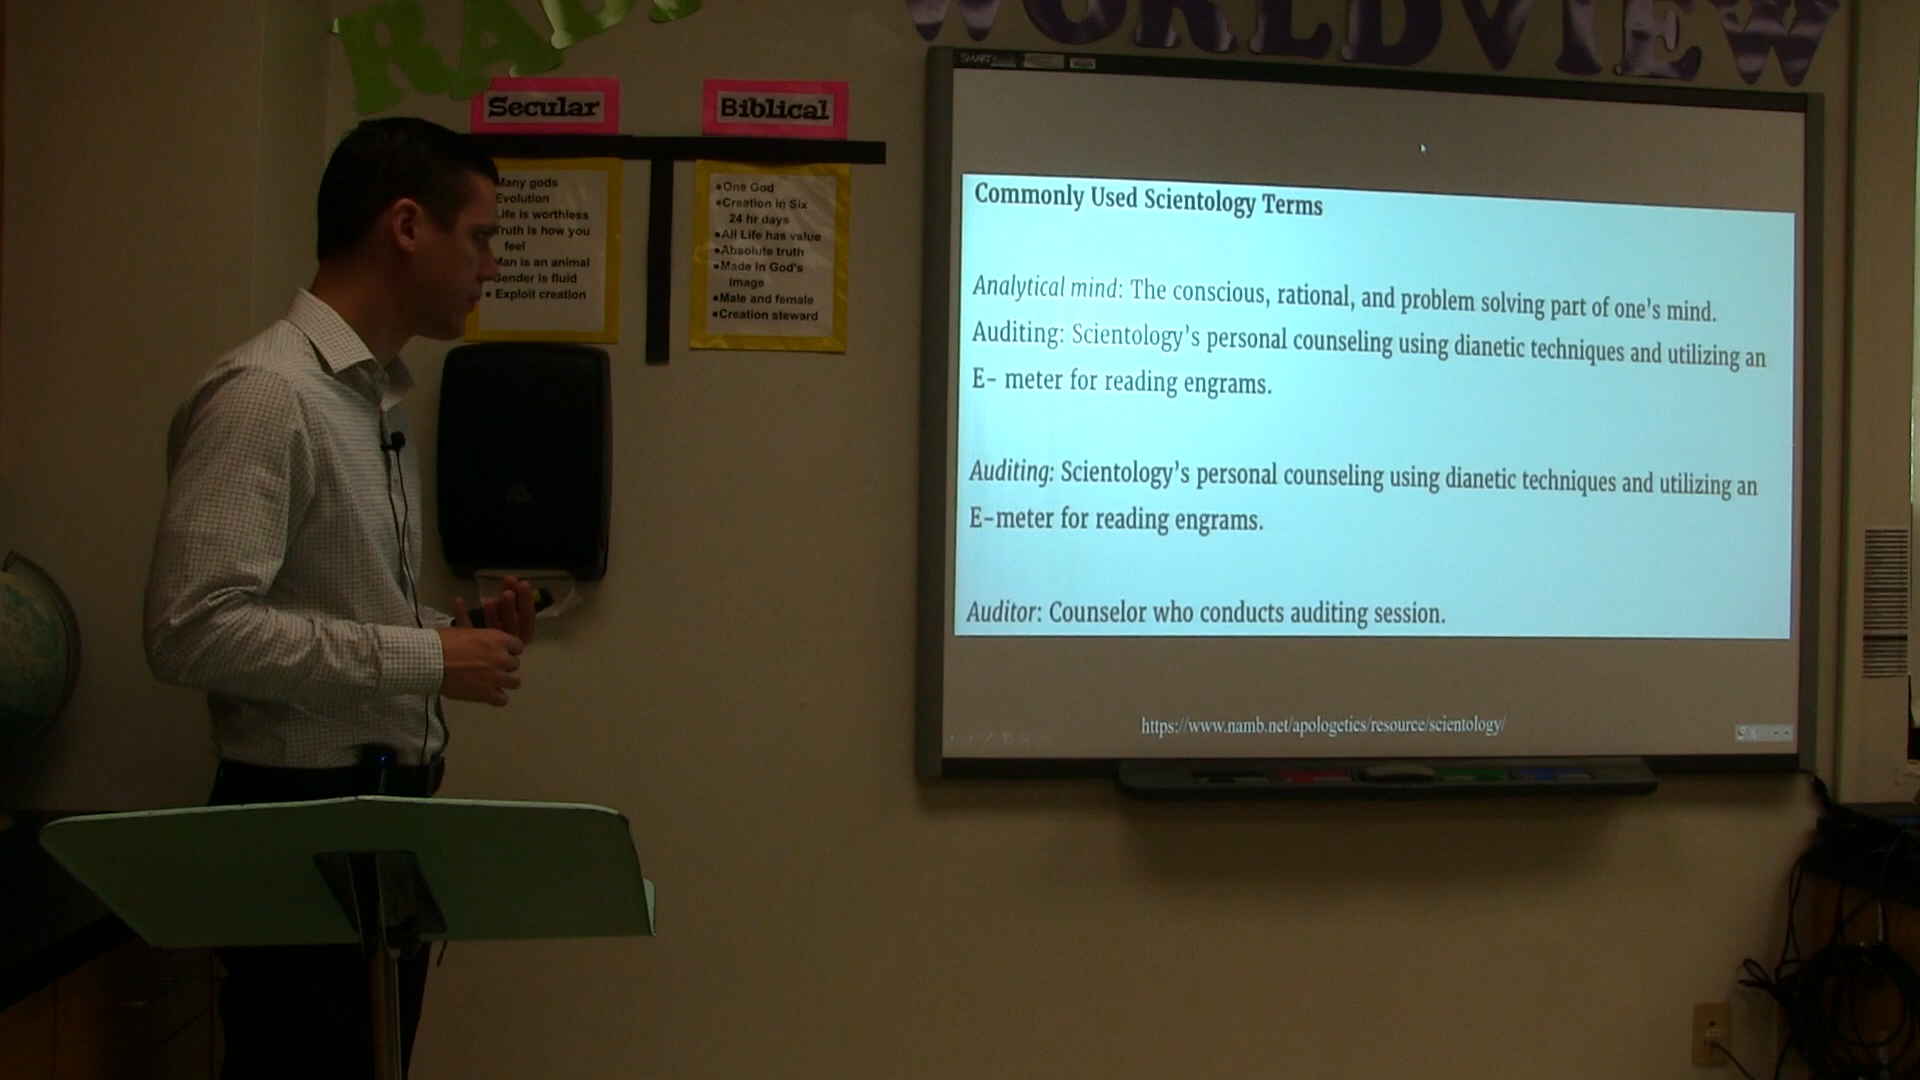 WORLDVIEW
Secular
Many gods
Evolution
Life is worthless
Truth is how you
feel
Man is an animal
Gender is fluid
• Exploit creation
Biblical
•One God
•Creation in Six
24 hr days
•All Life has value
•Absolute truth
•Made in God's
image
•Male and female
•Creation steward
SMART
Commonly Used Scientology Terms
Analytical mind: The conscious, rational, and problem solving part of one's mind.
Auditing: Scientology's personal counseling using dianetic techniques and utilizing an
E- meter for reading engrams.
Auditing: Scientology's personal counseling using dianetic techniques and utilizing an
E-meter for reading engrams.
Auditor: Counselor who conducts auditing session.
https://www.namb.net/apologetics/resource/scientology/